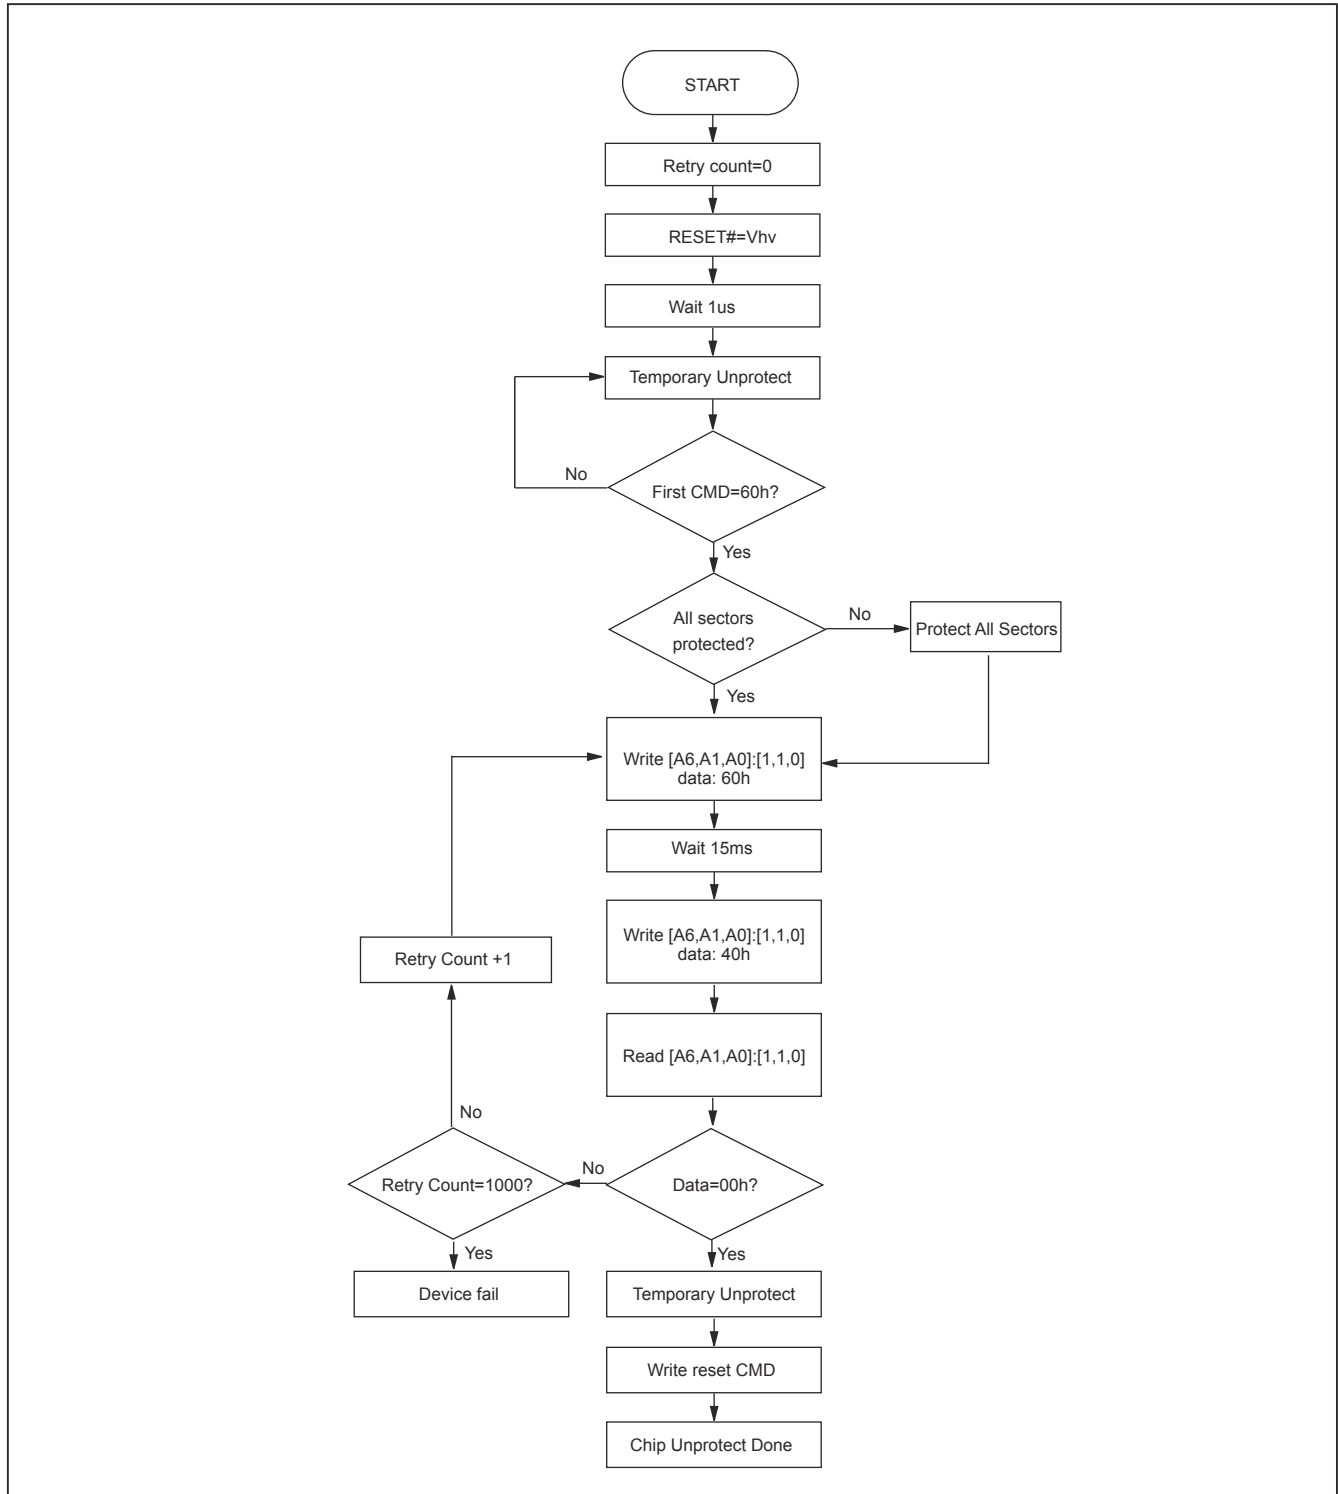 START
Retry count=0
RESET#=Vhv
Wait 1us
Temporary Unprotect
No
First CMD=60h?
Yes
All sectors
protected?
No
Protect All Sectors
Yes
Write [A6,A1,A0]:[1,1,0]
data: 60h
Wait 15ms
Write [A6,A1,A0]:[1,1,0]
data: 40h
Retry Count +1
Read [A6,A1,A0]:[1,1,0]
No
Retry Count=1000?
No
Data=00h?
Yes
Yes
Device fail
Temporary Unprotect
Write reset CMD
Chip Unprotect Done